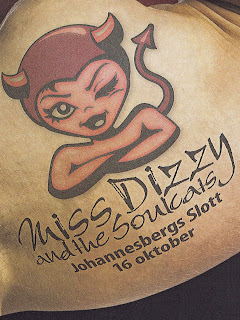 Miss Dizzy
and the Soulcats
Johannesbergs Slott
16 oktober